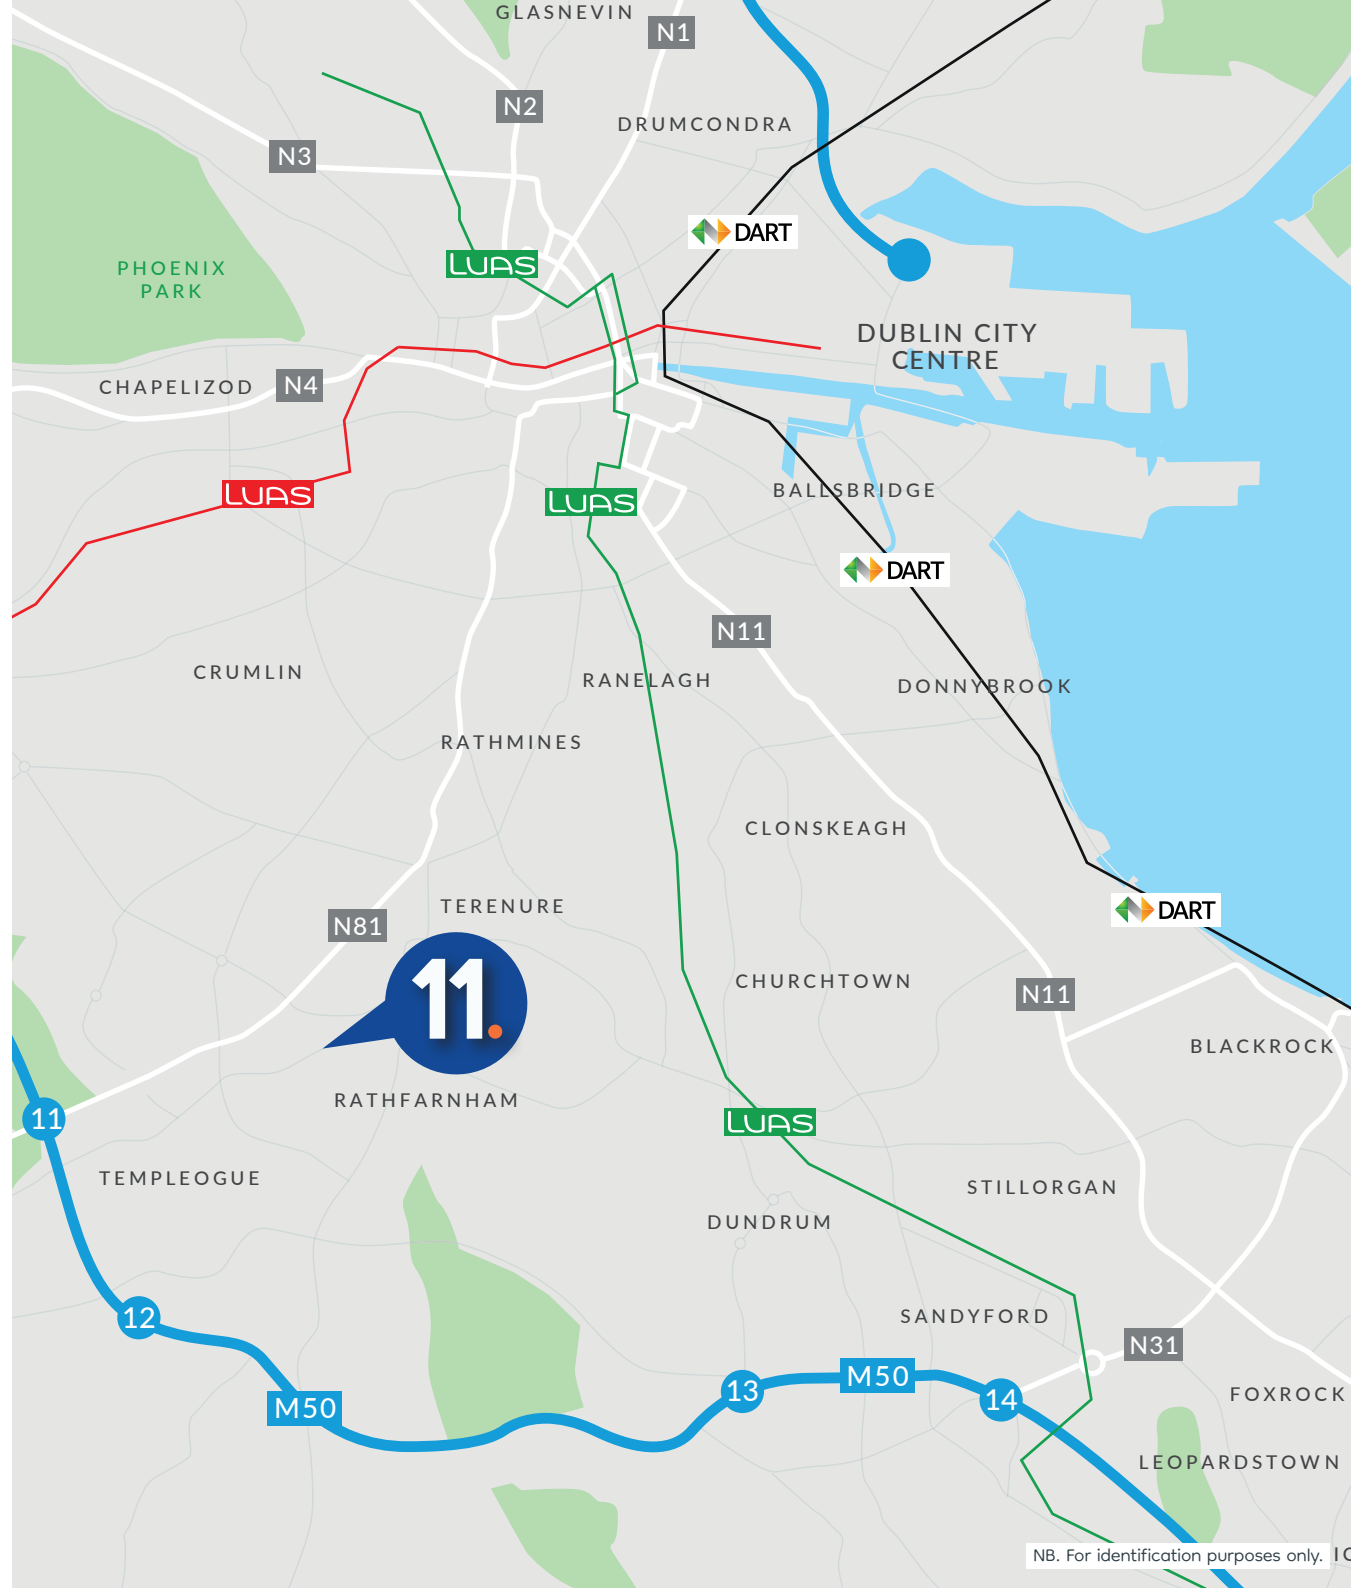 GLASNEVIN
N1
N2
DRUMCONDRA
N3
DART
LUAS
PHOENIX
PARK
DUBLIN CITY
CENTRE
CHAPELIZOD
N4
LUAS
LUAS
BALLSBRIDGE
DART
N11
CRUMLIN
RANELAGH
DONNYBROOK
RATHMINES
CLONSKEAGH
TERENURE
DART
N81
11.
CHURCHTOWN
N11
BLACKROCK
RATHFARNHAM
11
LUAS
TEMPLEOGUE
STILLORGAN
DUNDRUM
12
SANDYFORD
N31
M50
13
M50
14
FOXROCK
LEOPARDSTOWN
NB. For identification purposes only.